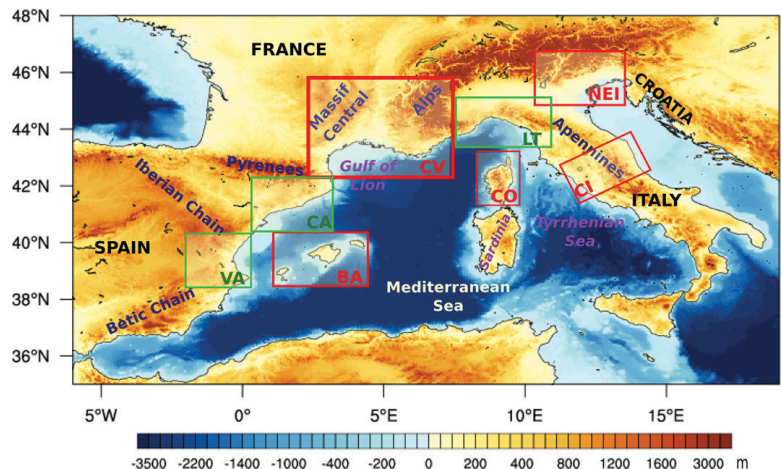 48°N
46°N
44°N
42°N
40°N
38°N
36°N
FRANCE
Massif
Central
Alps
NEI
CROATIA
LT
Apennines
Pyrenees
Gulf of
Lion
CV
CO
CI
ITALY
Iberian Chain
CA
Tyrrhenian
Sea
Sardinia
SPAIN
VA
BA
Mediterranean
Sea
Betic Chain
5°W
0°
5°E
10°E
15°E
-3500 -2200 -1400 -1000 -400 -200 0 200 400 800 1200 1600 3000 m